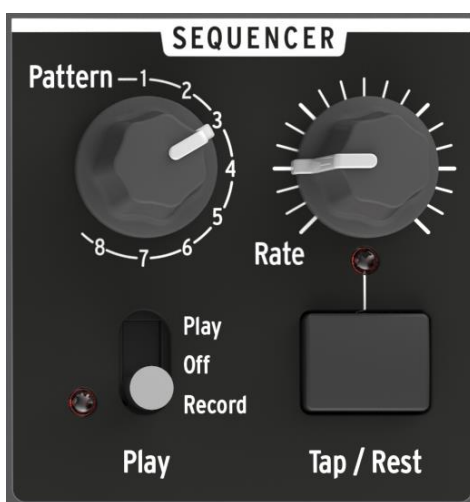 SEQUENCER
Pattern
1
2
3
4
5
6
7
8
Rate
Play
Off
Record
Play
Tap / Rest